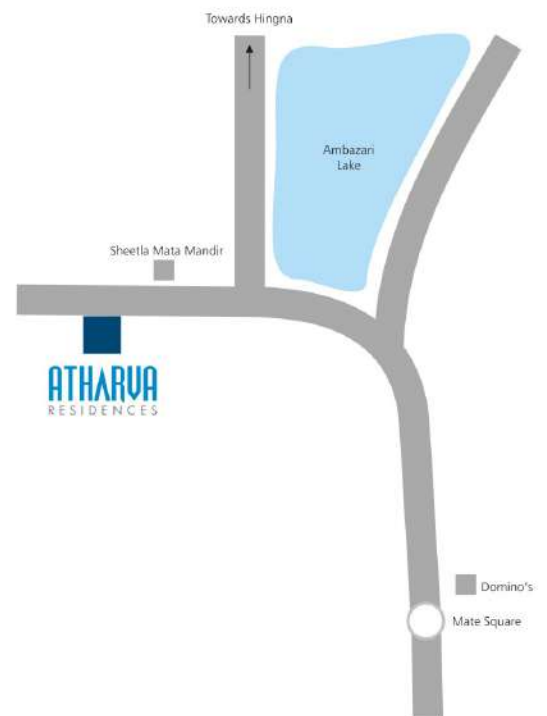 Towards Hingna
Ambazari
Lake
Sheetla Mata Mandir
ATHARVA
RESIDENCES
Domino's
Mate Square